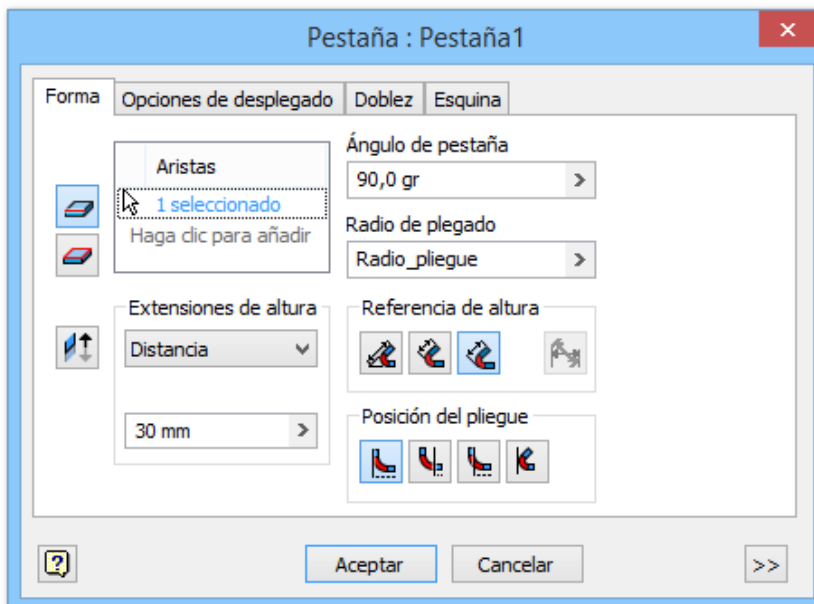 Pestaña : Pestaña1
Forma
Opciones de desplegado
Doblez
Esquina
Aristas
1 seleccionado
Haga clic para añadir
Ángulo de pestaña
90,0 gr
Radio de plegado
Radio_pliegue
Extensiones de altura
Distancia
30 mm
Referencia de altura
Posición del pliegue
Aceptar
Cancelar
>>